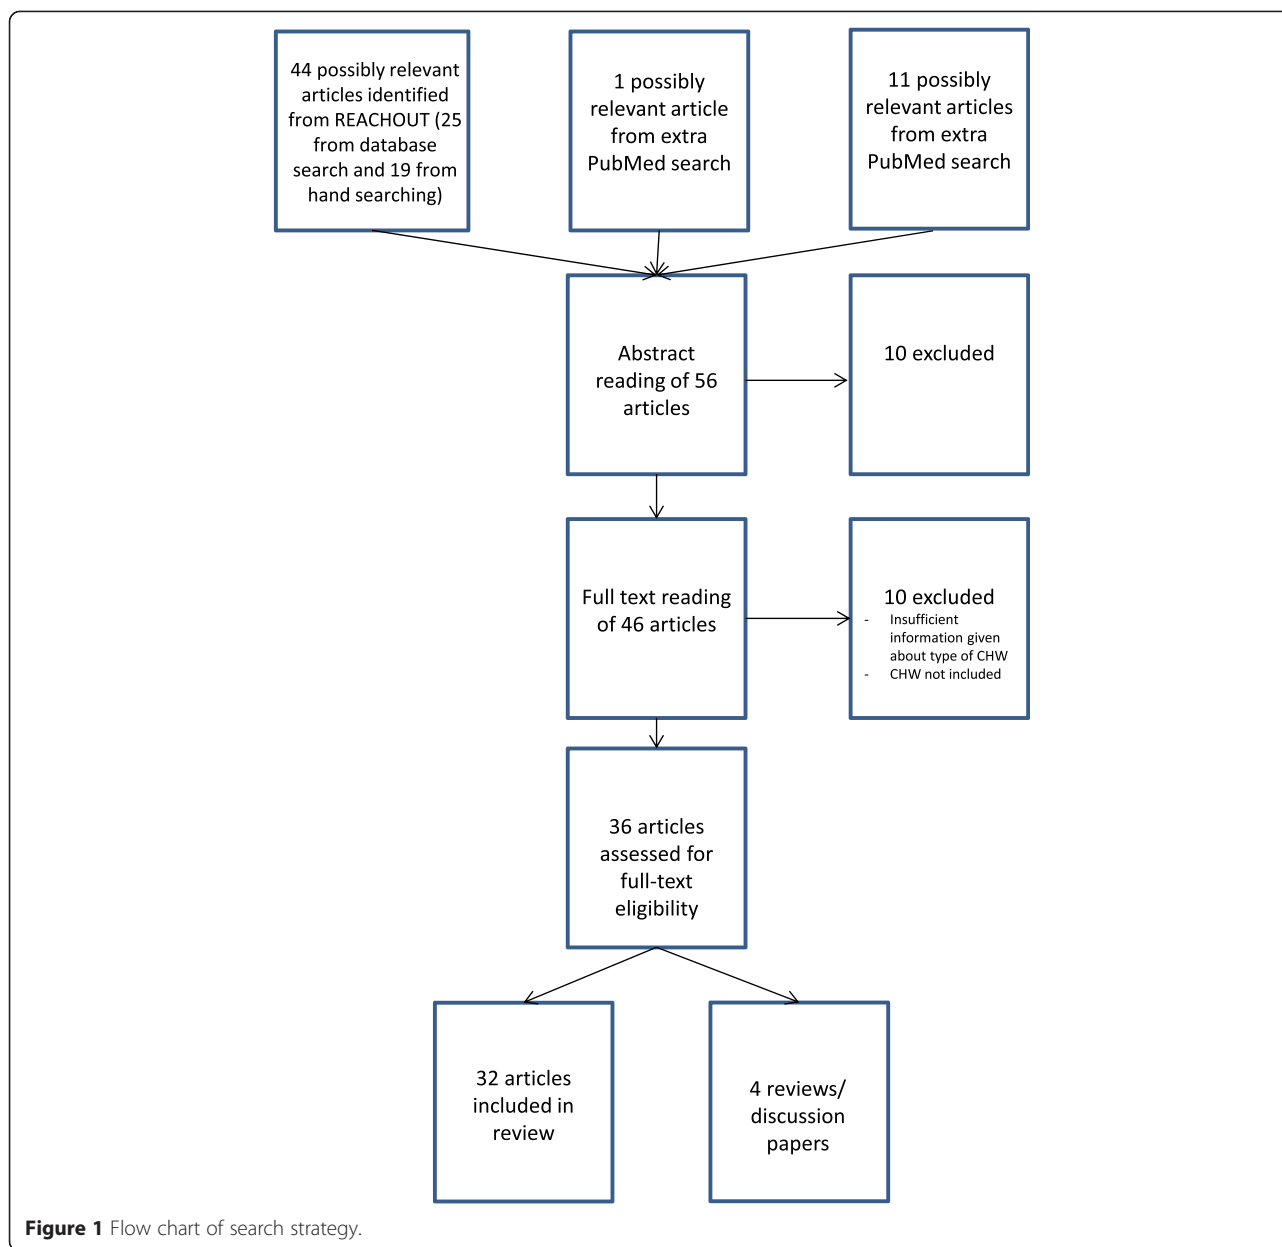 44 possibly relevant
articles identified
from REACHOUT (25
from database
search and 19 from
hand searching)
1 possibly
relevant article
from extra
PubMed search
11 possibly
relevant articles
from extra
PubMed search
Abstract
reading of 56
articles
10 excluded
Full text reading
of 46 articles
10 excluded
- Insufficient
information given
about type of CHW
- CHW not included
36 articles
assessed for
full-text
eligibility
32 articles
included in
review
4 reviews/
discussion
papers
Figure 1 Flow chart of search strategy.